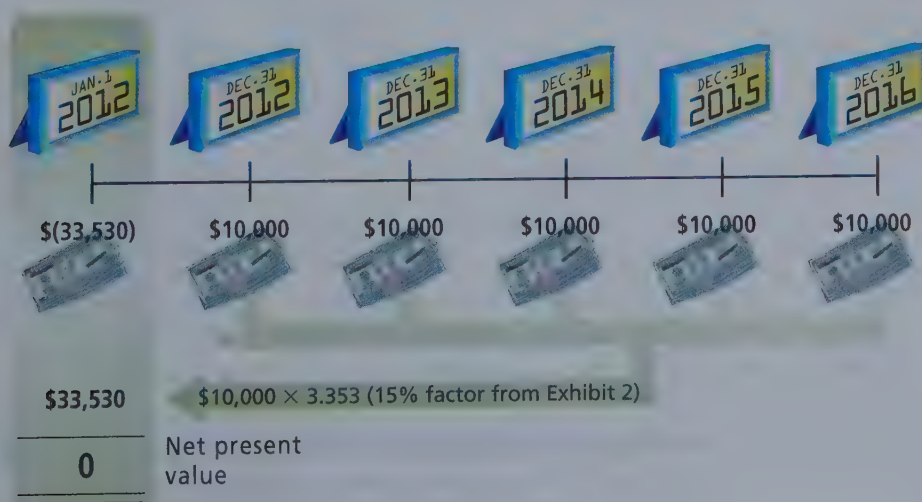 JAN.1
2012
DEC.31
2012
DEC.31
2013
DEC.31
2014
DEC.31
2015
DEC.31
2016
$(33,530) $10,000 $10,000 $10,000 $10,000 $10,000
$33,530 $10,000 × 3.353 (15% factor from Exhibit 2)
0 Net present
value